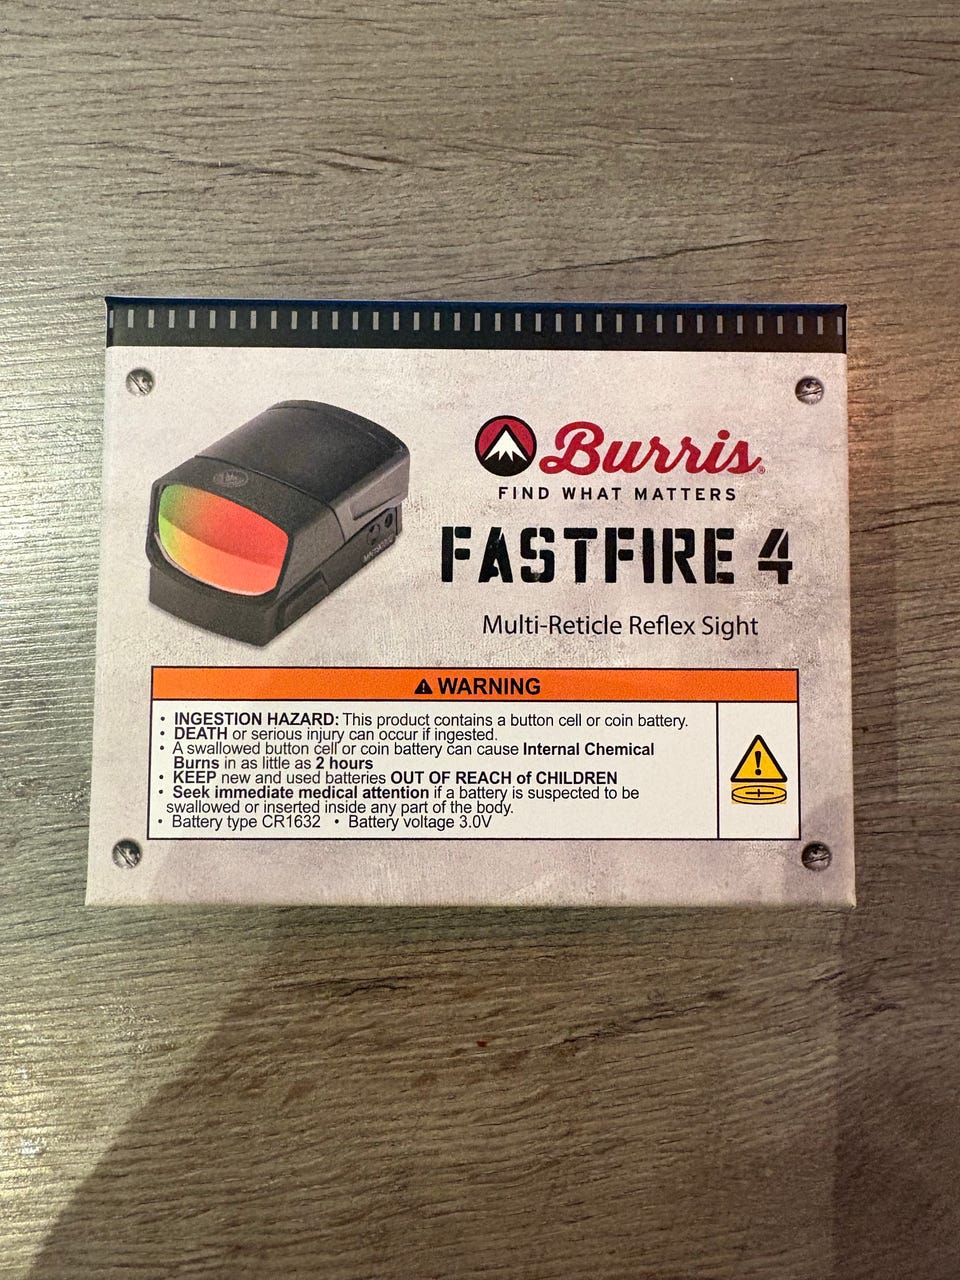 Burris®
FIND WHAT MATTERS
FASTFIRE 4
Multi-Reticle Reflex Sight
⚠ WARNING
• INGESTION HAZARD: This product contains a button cell or coin battery.
• DEATH or serious injury can occur if ingested.
• A swallowed button cell or coin battery can cause Internal Chemical
Burns in as little as 2 hours
• KEEP new and used batteries OUT OF REACH of CHILDREN
• Seek immediate medical attention if a battery is suspected to be
swallowed or inserted inside any part of the body.
• Battery type CR1632 • Battery voltage 3.0V